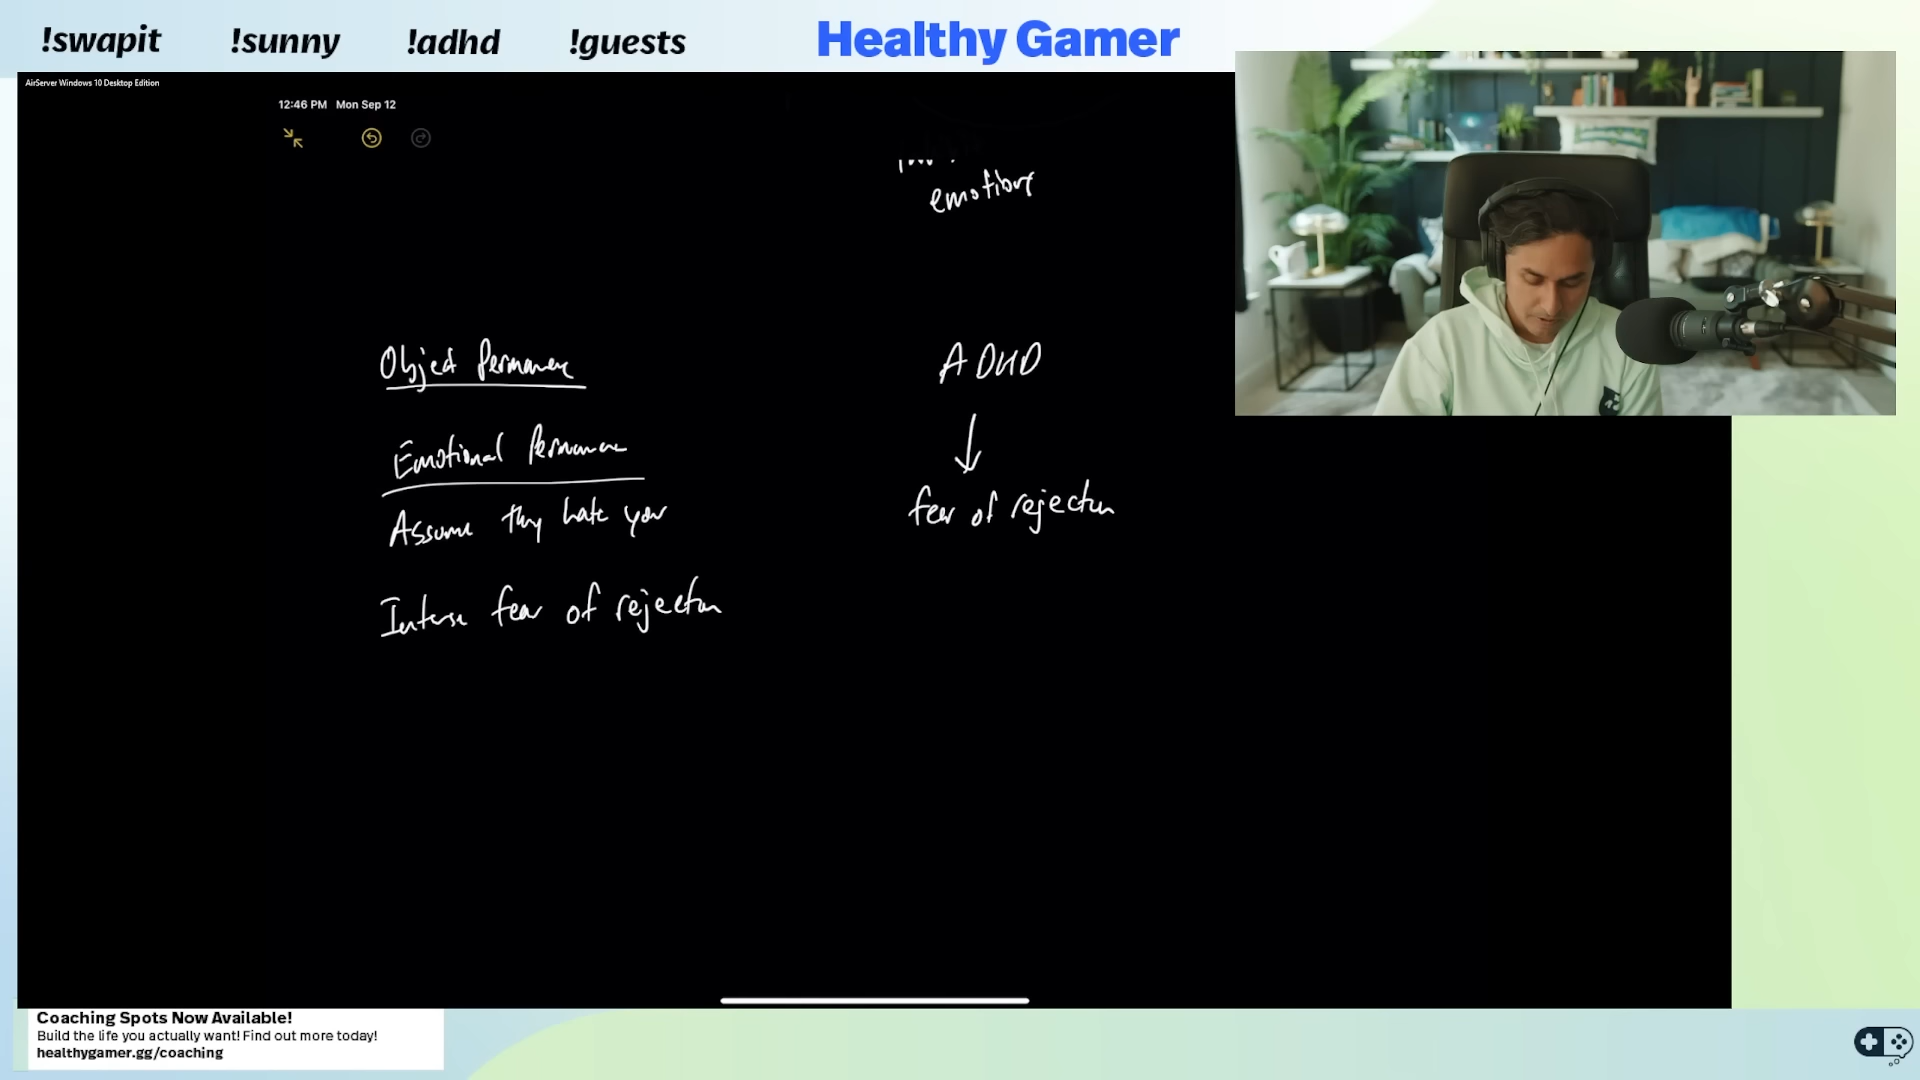 !swapit !sunny !adhd !guests Healthy Gamer
AirServer Windows 10 Desktop Edition
12:46 PM Mon Sep 12
emotions
Object Permanence
Emotional Permanence
Assume they hate you
Intense fear of rejection
ADHD
fear of rejection
Coaching Spots Now Available!
Build the life you actually want! Find out more today!
healthygamer.gg/coaching